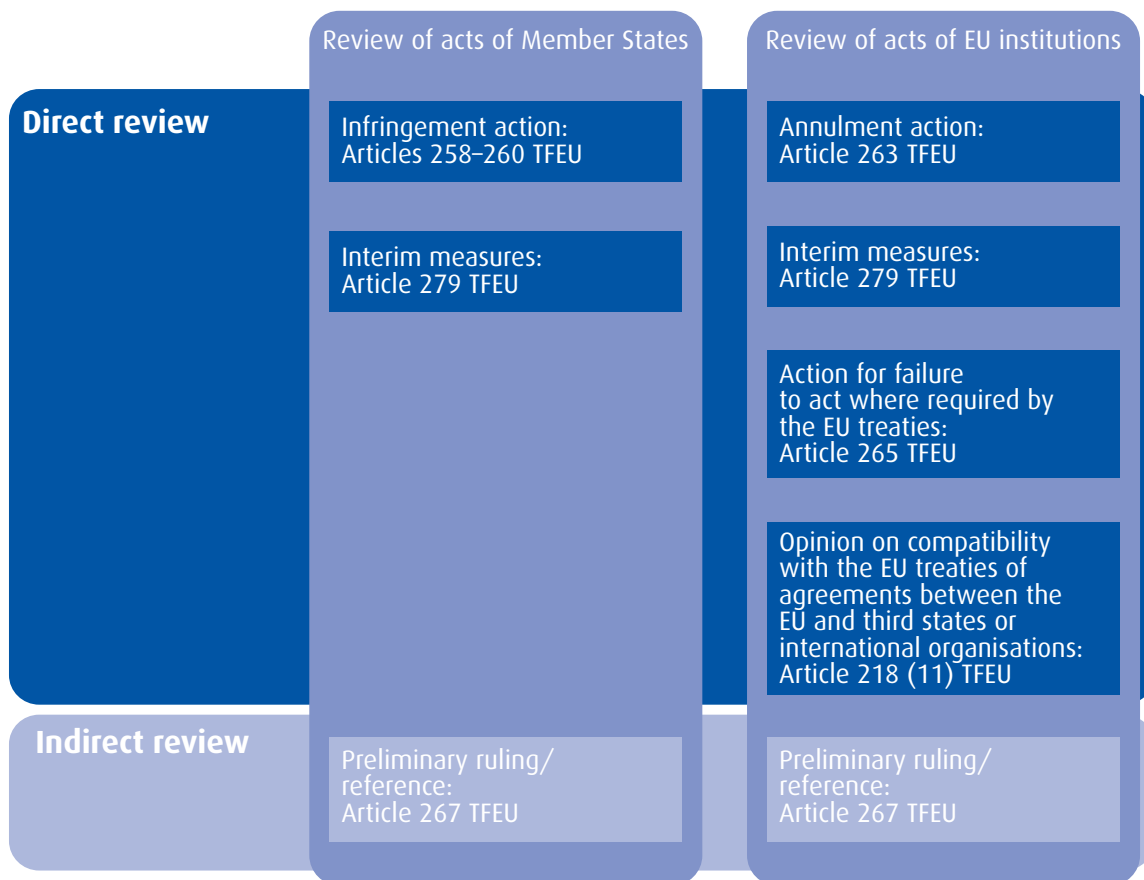 Review of acts of Member States
Review of acts of EU institutions
Direct review
Infringement action:
Articles 258–260 TFEU
Annulment action:
Article 263 TFEU
Interim measures:
Article 279 TFEU
Interim measures:
Article 279 TFEU
Action for failure
to act where required by
the EU treaties:
Article 265 TFEU
Opinion on compatibility
with the EU treaties of
agreements between the
EU and third states or
international organisations:
Article 218 (11) TFEU
Indirect review
Preliminary ruling/
reference:
Article 267 TFEU
Preliminary ruling/
reference:
Article 267 TFEU